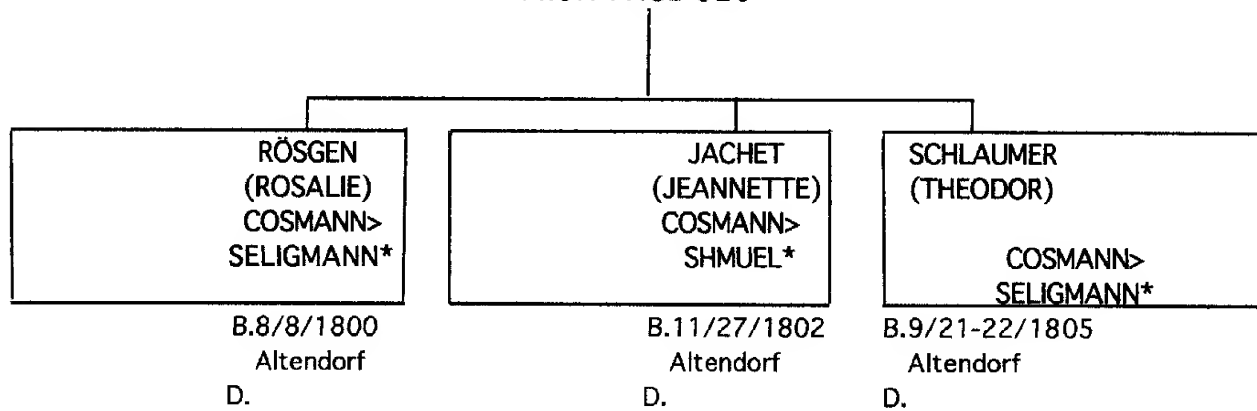 RÖSGEN
(ROSALIE)
COSMANN>
SELIGMANN*
B.8/8/1800
Altendorf
D.
JACHET
(JEANNETTE)
COSMANN>
SHMUEL*
B.11/27/1802
Altendorf
D.
SCHLAUMER
(THEODOR)
COSMANN>
SELIGMANN*
B.9/21-22/1805
Altendorf
D.